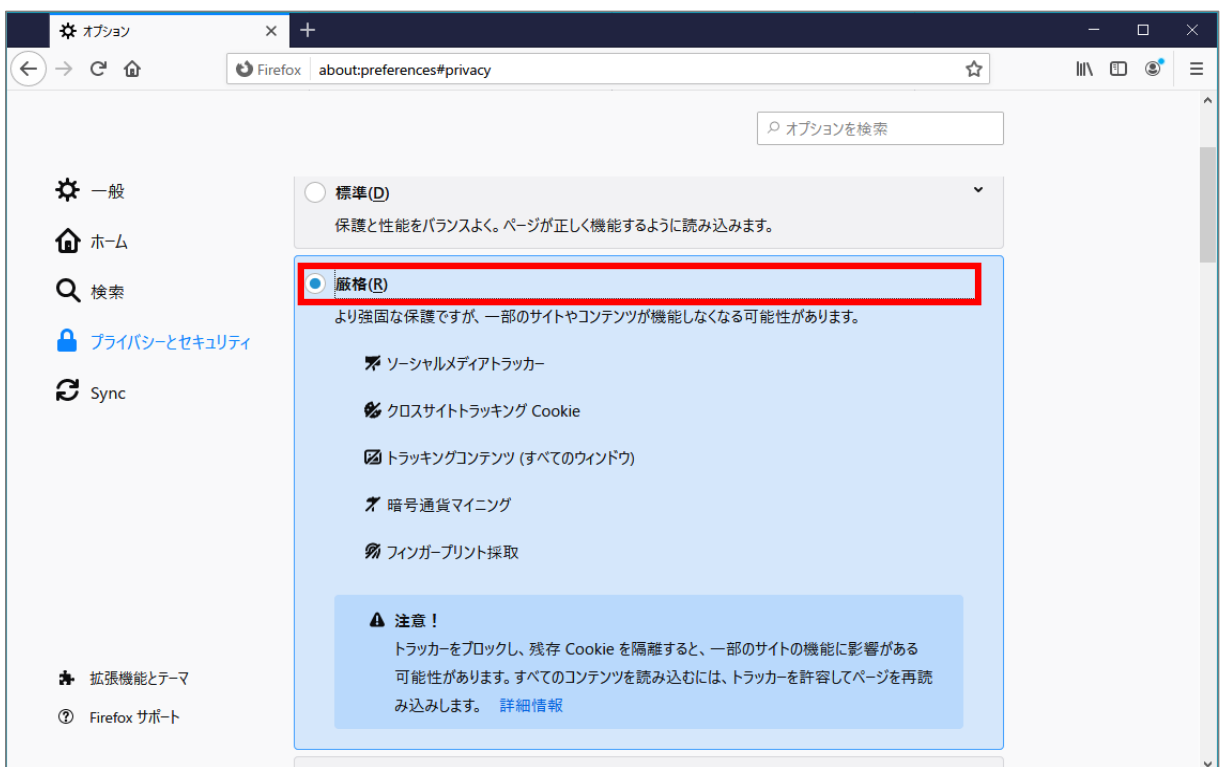 オプション
Firefox about:preferences#privacy
オプションを検索
一般
ホーム
検索
プライバシーとセキュリティ
Sync
拡張機能とテーマ
Firefox サポート
標準(D)
保護と性能をバランスよく。ページが正しく機能するように読み込みます。
厳格(R)
より強固な保護ですが、一部のサイトやコンテンツが機能しなくなる可能性があります。
ソーシャルメディアトラッカー
クロスサイトトラッキング Cookie
トラッキングコンテンツ (すべてのウィンドウ)
暗号通貨マイニング
フィンガープリント採取
注意！
トラッカーをブロックし、残存 Cookie を隔離すると、一部のサイトの機能に影響がある
可能性があります。すべてのコンテンツを読み込むには、トラッカーを許容してページを再読
み込みします。 詳細情報